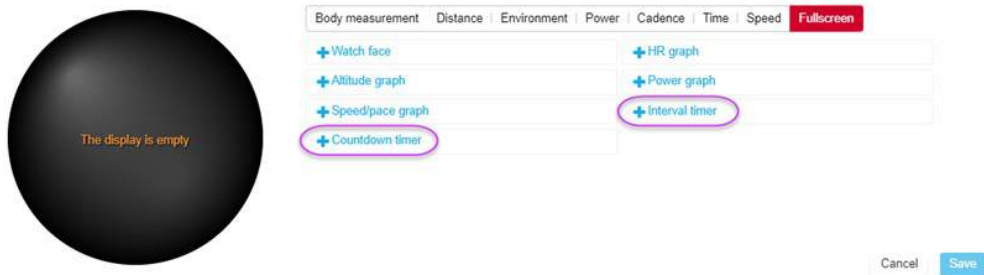 Body measurement Distance Environment Power Cadence Time Speed Fullscreen
Watch face
HR graph
Altitude graph
Power graph
Speed/pace graph
Interval timer
The display is empty
Countdown timer
Cancel Save